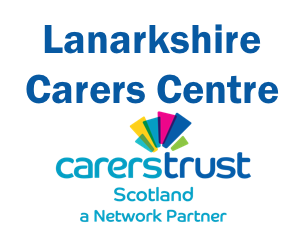 Lanarkshire
Carers Centre
carerstrust
Scotland
a Network Partner